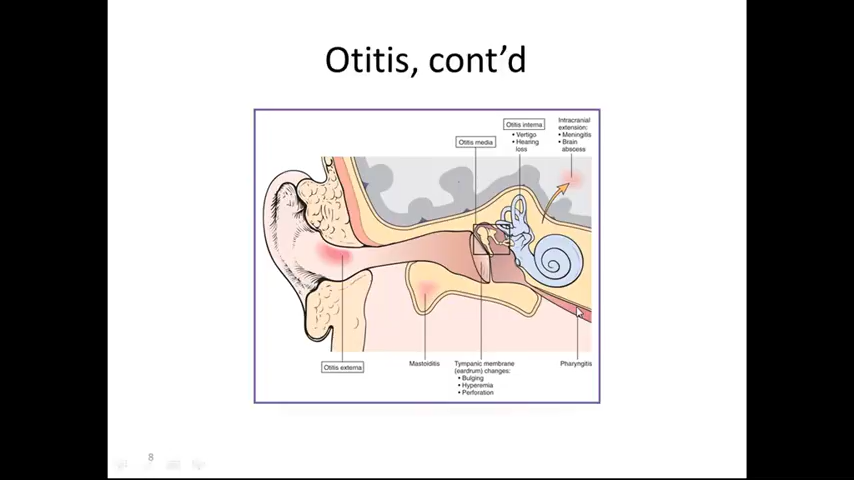 Otitis, cont’d
Otitis media
Otitis interna
• Vertigo
• Hearing
loss
Intracranial
extension:
• Meningitis
• Brain
abscess
Otitis externa
Mastoiditis
Tympanic membrane
(eardrum) changes:
• Bulging
• Hyperemia
• Perforation
Pharyngitis
8